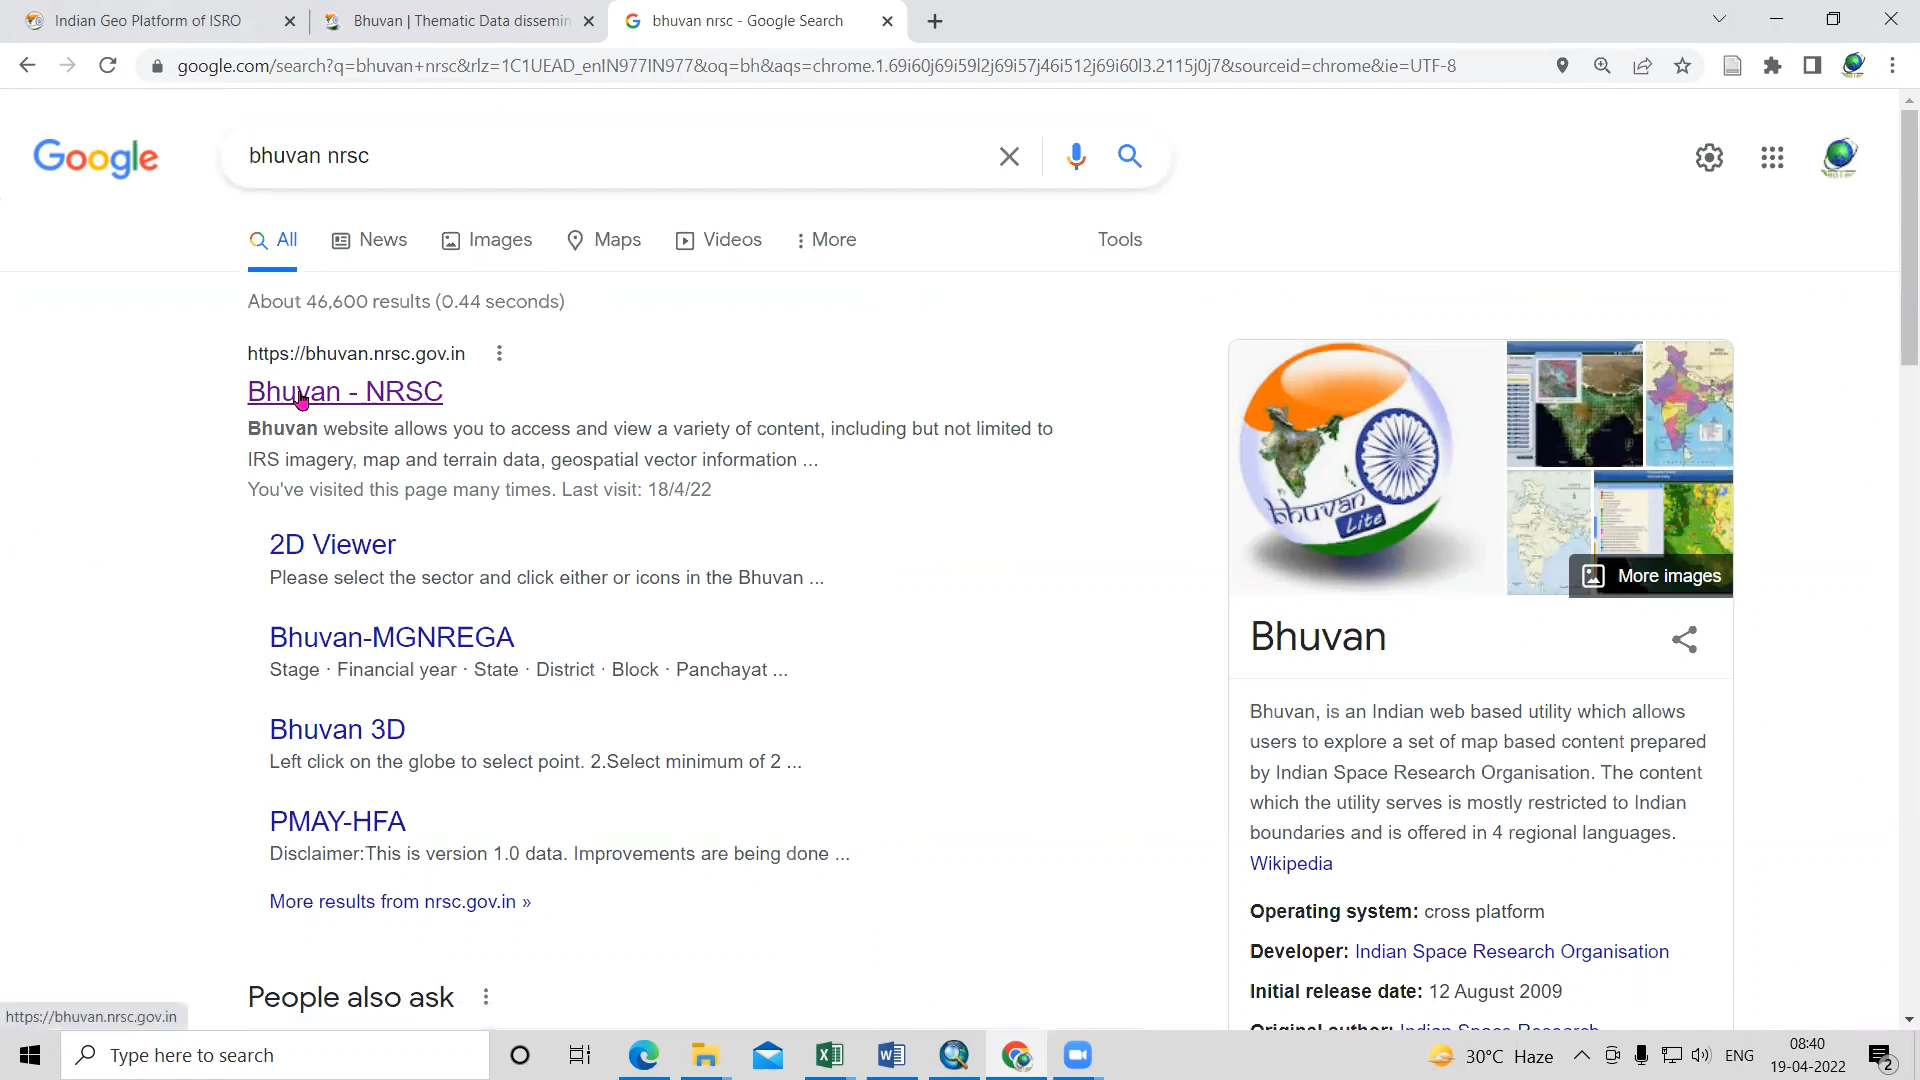 Indian Geo Platform of ISRO
Bhuvan | Thematic Data dissemin
bhuvan nrsc - Google Search
google.com/search?q=bhuvan+nrsc&rlz=1C1UEAD_enIN977IN977&oq=bh&aqs=chrome.1.69i60j69i59l2j69i57j46i512j69i60l3.2115j0j7&sourceid=chrome&ie=UTF-8
Google
bhuvan nrsc
All
News
Images
Maps
Videos
More
Tools
About 46,600 results (0.44 seconds)
https://bhuvan.nrsc.gov.in
Bhuvan - NRSC
Bhuvan website allows you to access and view a variety of content, including but not limited to
IRS imagery, map and terrain data, geospatial vector information ...
You've visited this page many times. Last visit: 18/4/22
2D Viewer
Please select the sector and click either or icons in the Bhuvan ...
Bhuvan-MGNREGA
Stage · Financial year · State · District · Block · Panchayat ...
Bhuvan 3D
Left click on the globe to select point. 2.Select minimum of 2 ...
PMAY-HFA
Disclaimer:This is version 1.0 data. Improvements are being done ...
More results from nrsc.gov.in »
People also ask
bhuvan
Lite
More images
Bhuvan
Bhuvan, is an Indian web based utility which allows
users to explore a set of map based content prepared
by Indian Space Research Organisation. The content
which the utility serves is mostly restricted to Indian
boundaries and is offered in 4 regional languages.
Wikipedia
Operating system: cross platform
Developer: Indian Space Research Organisation
Initial release date: 12 August 2009
Original author: Indian Space Research
https://bhuvan.nrsc.gov.in
Type here to search
30°C Haze
ENG
08:40
19-04-2022
2